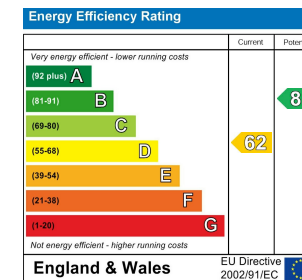 Energy Efficiency Rating
Current
Very energy efficient - lower running costs
(92 plus) A
(81-91) B
8
(69-80) C
(55-68) D
62
(39-54) E
(21-38) F
(1-20) G
Not energy efficient - higher running costs
England & Wales
EU Directive
2002/91/EC